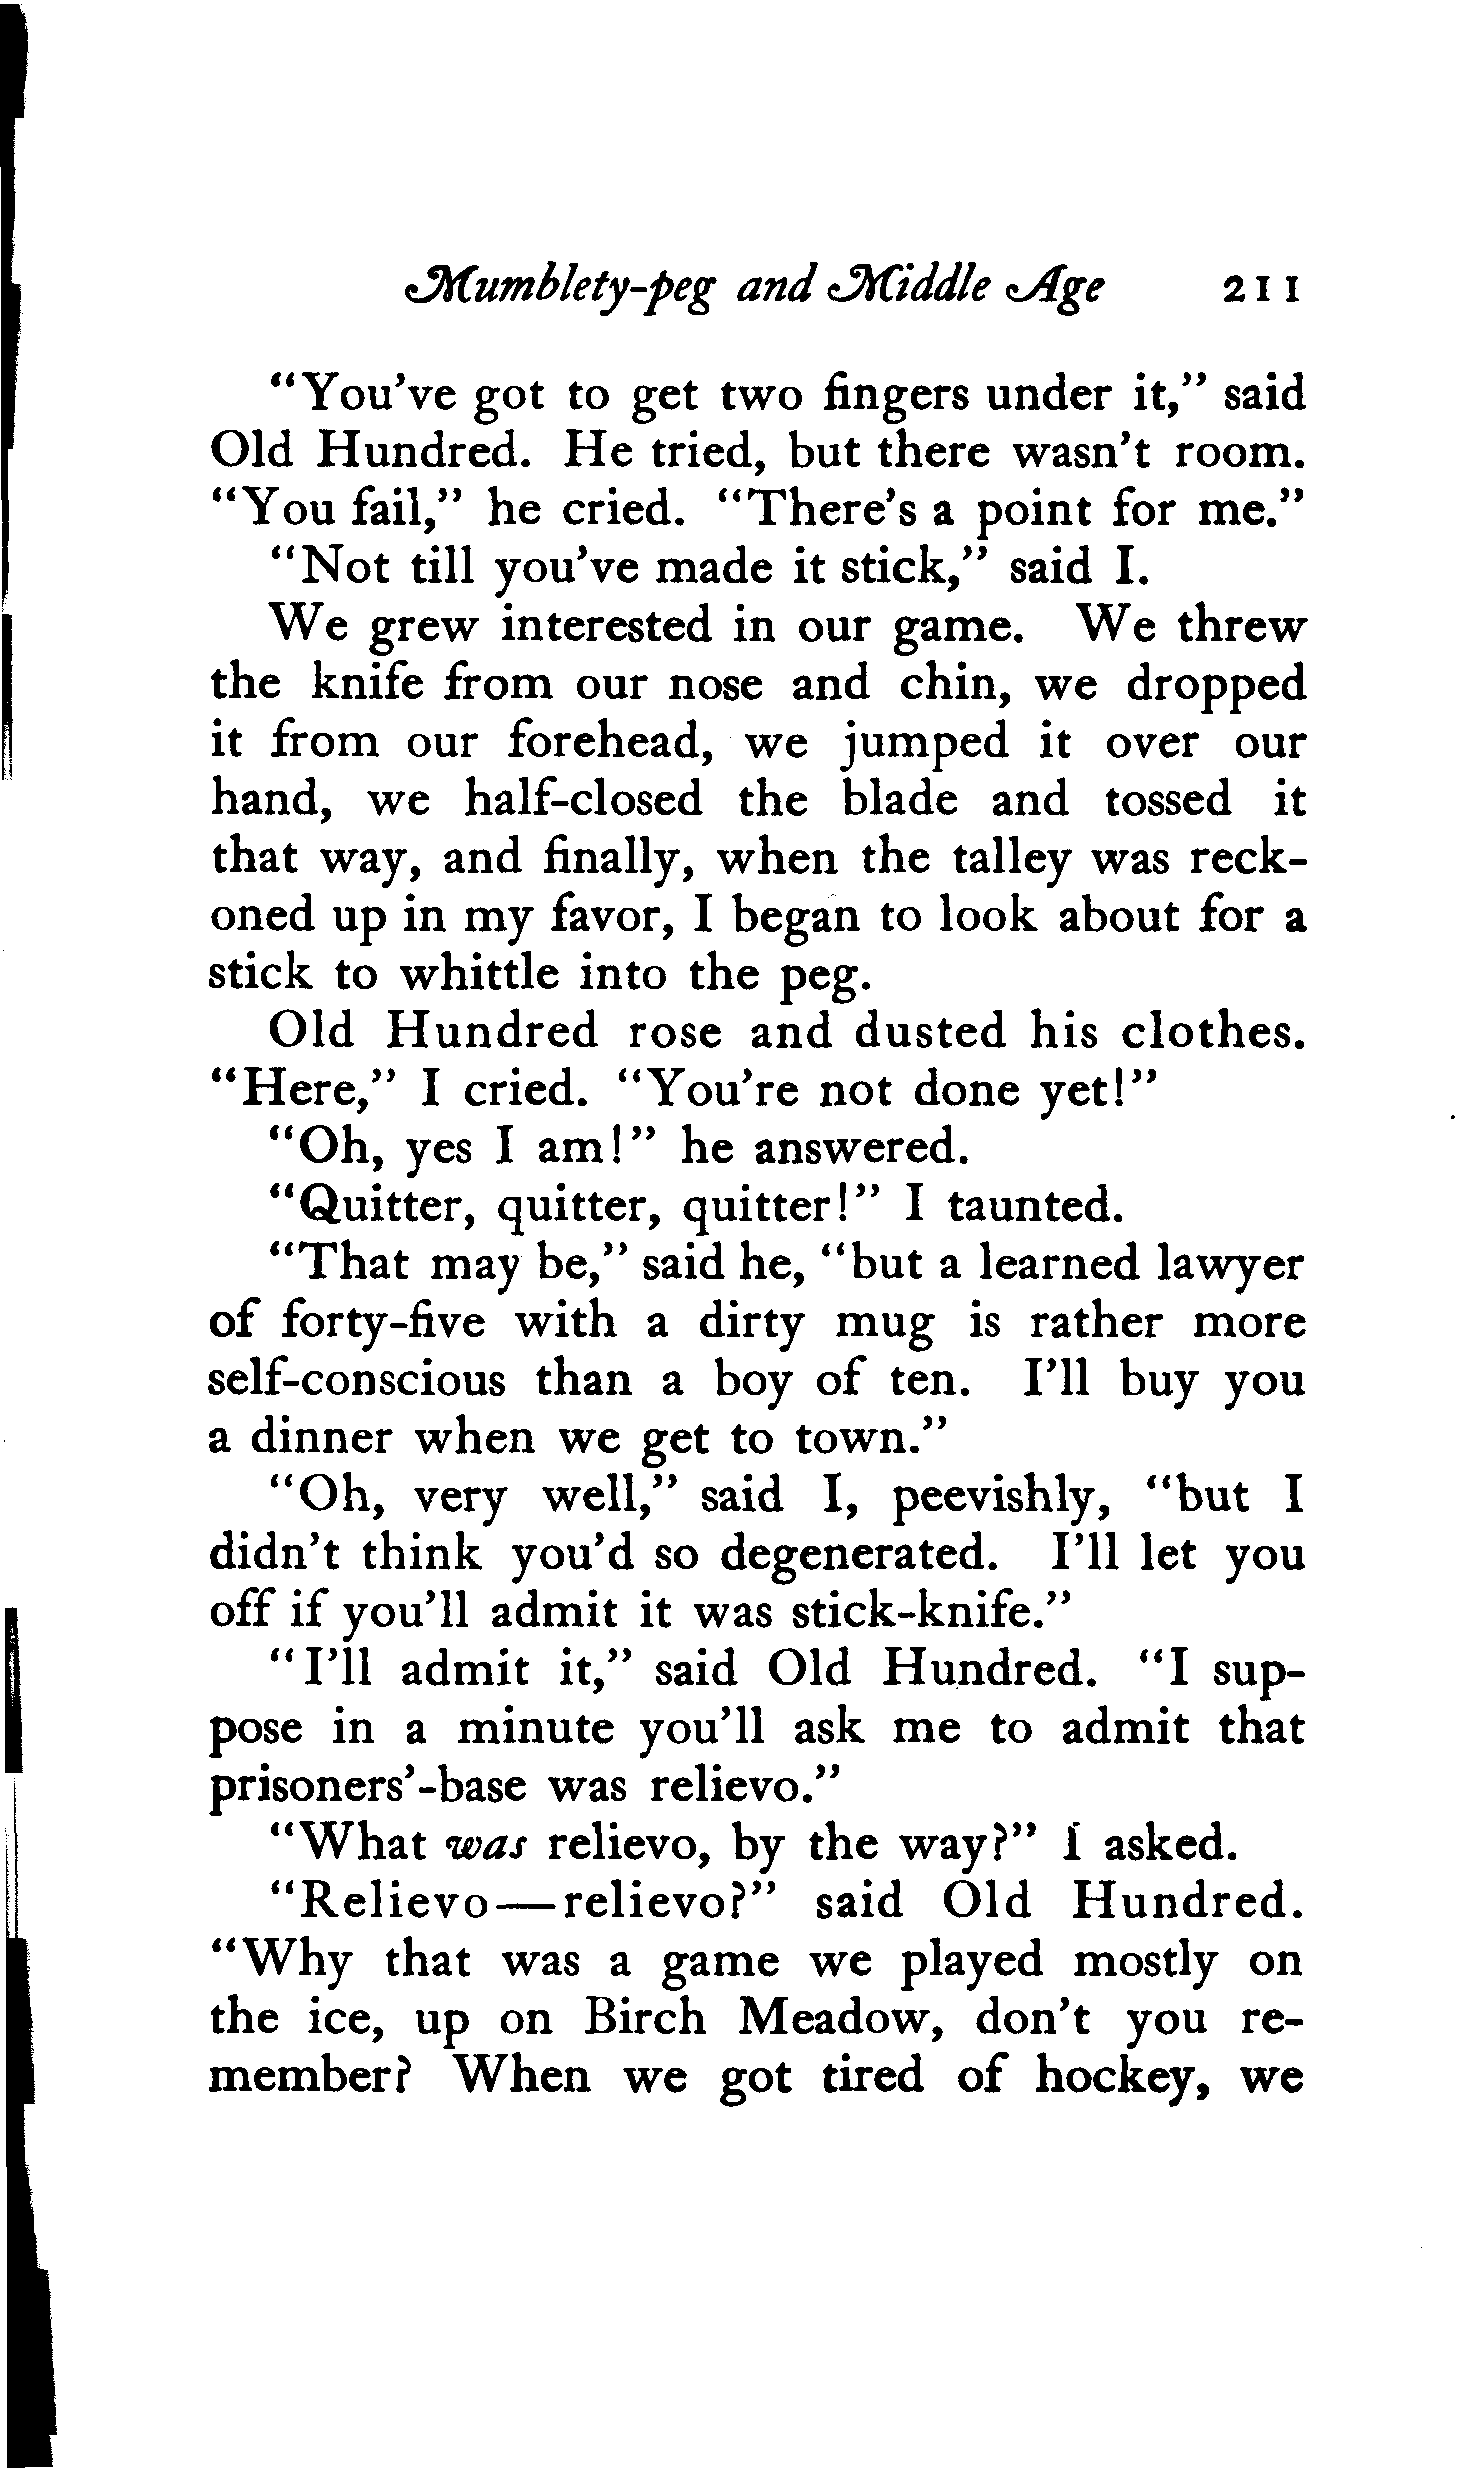 Mumblety-peg and Middle Age 211
"You've got to get two fingers under it," said
Old Hundred. He tried, but there wasn't room.
"You fail," he cried. "There's a point for me."
"Not till you've made it stick," said I.
We grew interested in our game. We threw
the knife from our nose and chin, we dropped
it from our forehead, we jumped it over our
hand, we half-closed the blade and tossed it
that way, and finally, when the talley was reck-
oned up in my favor, I began to look about for a
stick to whittle into the peg.
Old Hundred rose and dusted his clothes.
"Here," I cried. "You're not done yet!"
"Oh, yes I am!" he answered.
"Quitter, quitter, quitter!" I taunted.
"That may be," said he, "but a learned lawyer
of forty-five with a dirty mug is rather more
self-conscious than a boy of ten. I'll buy you
a dinner when we get to town."
"Oh, very well," said I, peevishly, "but I
didn't think you'd so degenerated. I'll let you
off if you'll admit it was stick-knife."
"I'll admit it," said Old Hundred. "I sup-
pose in a minute you'll ask me to admit that
prisoners'-base was relievo."
"What was relievo, by the way?" I asked.
"Relievo—relievo?" said Old Hundred.
"Why that was a game we played mostly on
the ice, up on Birch Meadow, don't you re-
member? When we got tired of hockey, we